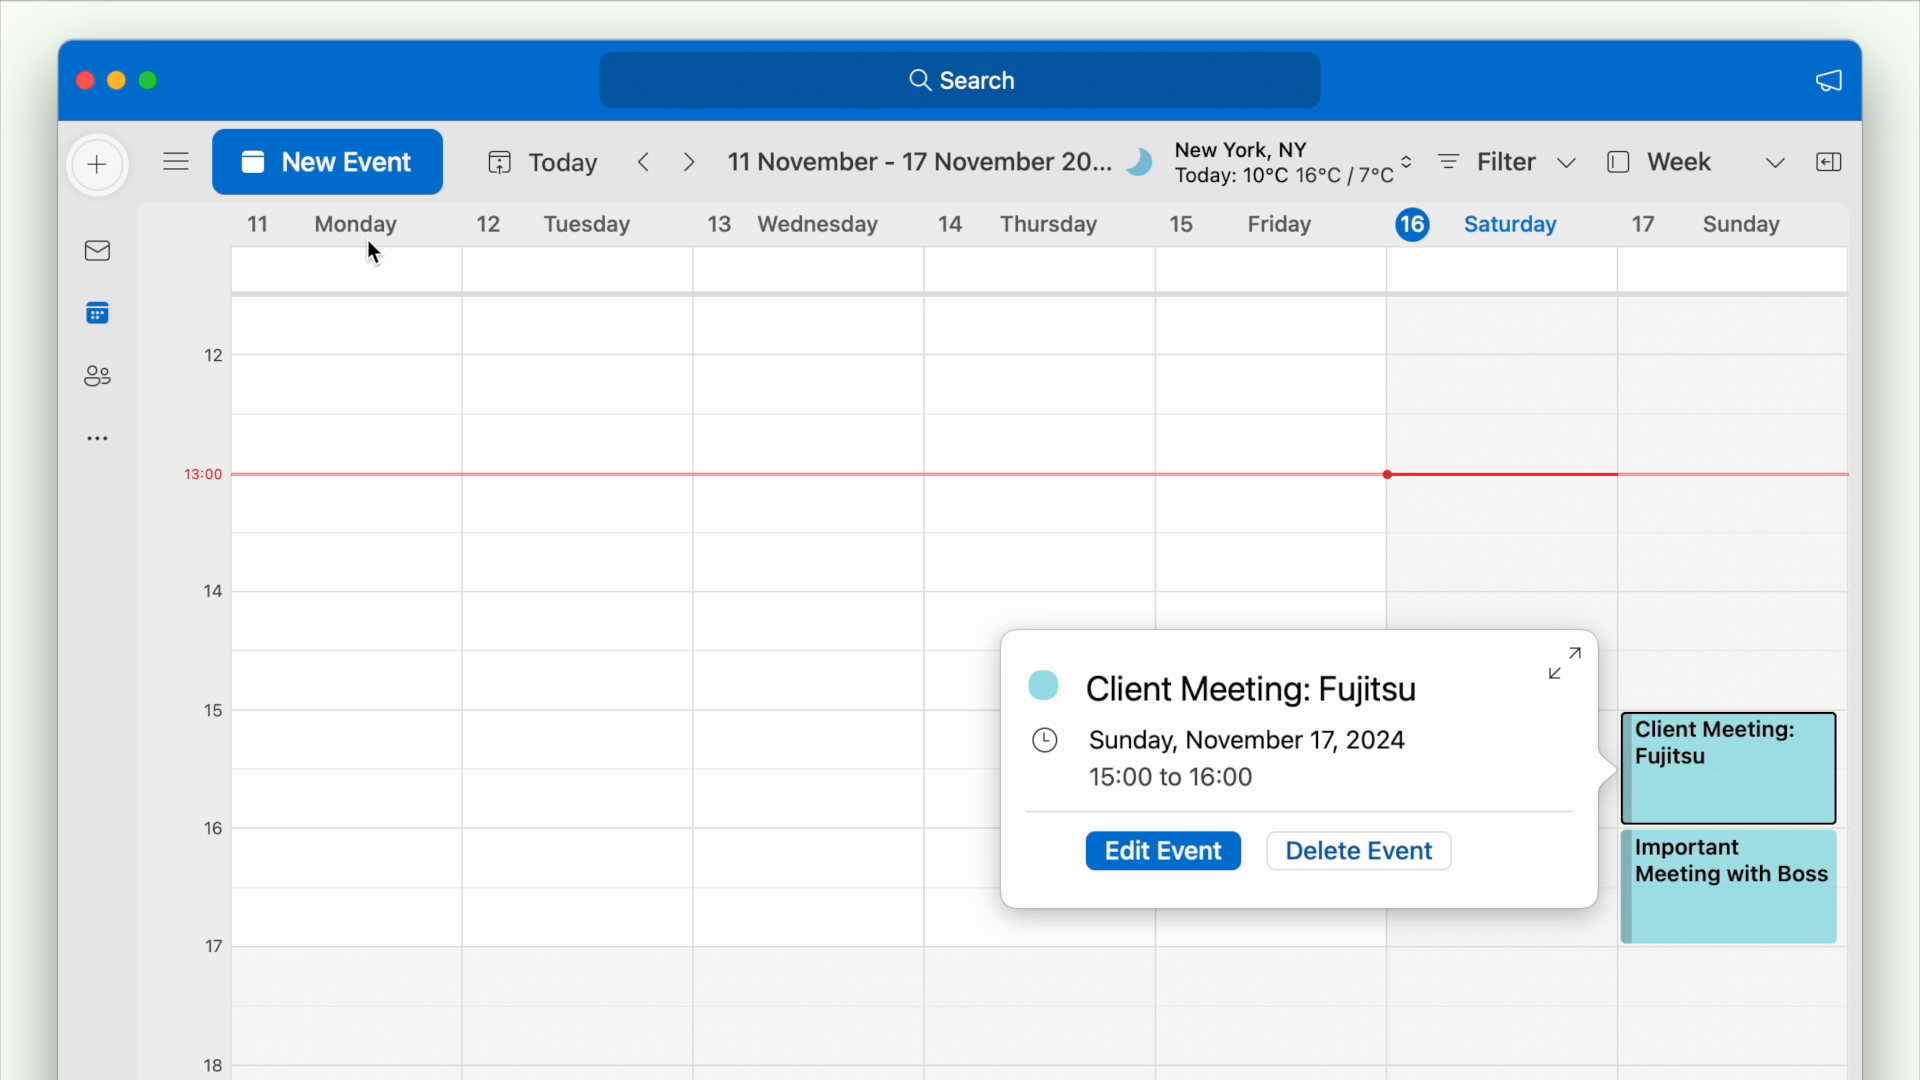 Search
New Event
Today
11 November - 17 November 20...
New York, NY
Today: 10°C 16°C / 7°C
Filter
Week
11 Monday 12 Tuesday 13 Wednesday 14 Thursday 15 Friday 16 Saturday 17 Sunday
12
13:00
14
15
16
17
18
Client Meeting: Fujitsu
Sunday, November 17, 2024
15:00 to 16:00
Edit Event Delete Event
Client Meeting:
Fujitsu
Important
Meeting with Boss